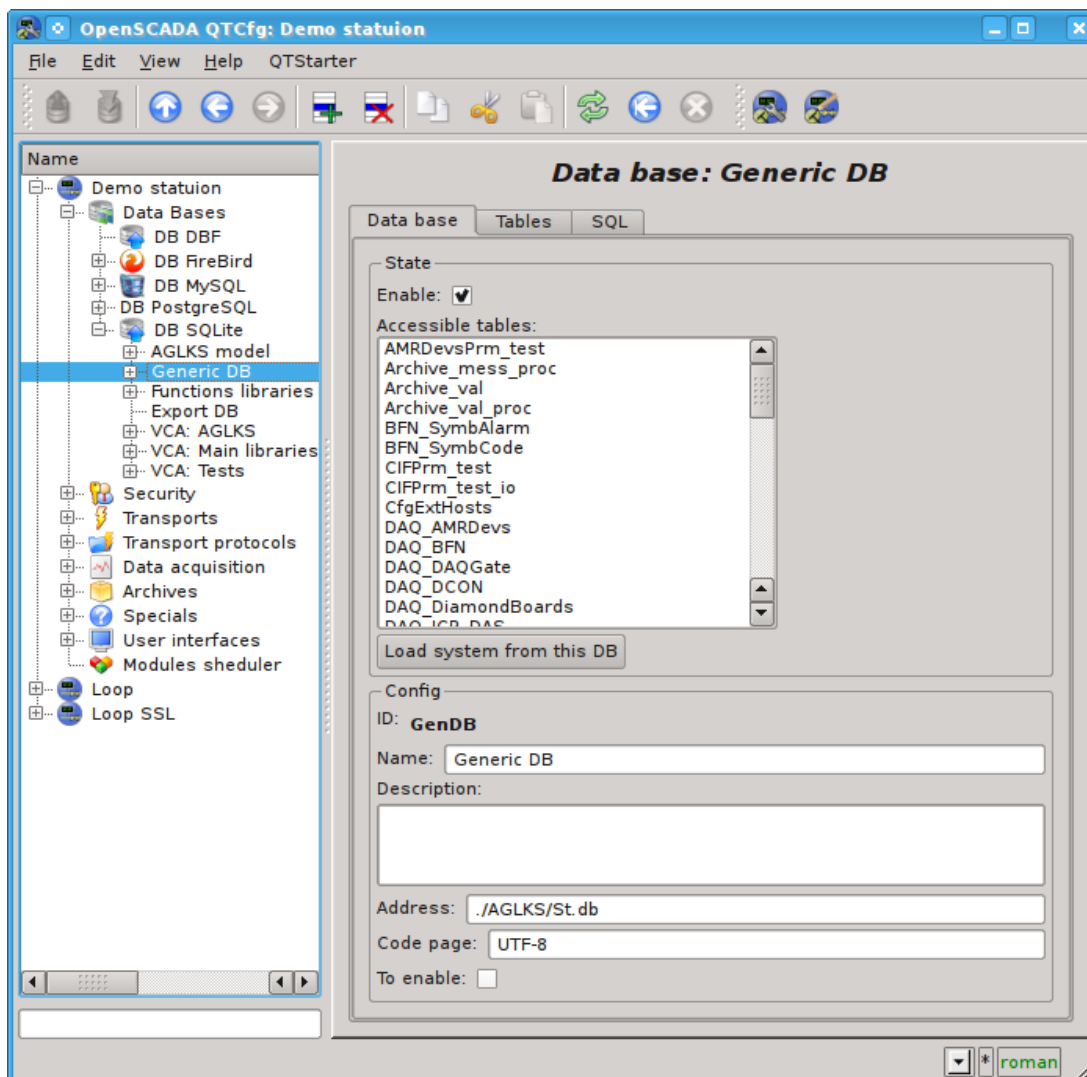 OpenSCADA QTCfg: Demo statuion
File Edit View Help QTStarter
Name
Demo statuion
Data Bases
DB DBF
DB FireBird
DB MySQL
DB PostgreSQL
DB SQLite
AGLKS model
Generic DB
Functions libraries
Export DB
VCA: AGLKS
VCA: Main libraries
VCA: Tests
Security
Transports
Transport protocols
Data acquisition
Archives
Specials
User interfaces
Modules sheduler
Loop
Loop SSL
Data base: Generic DB
Data base Tables SQL
State
Enable:
Accessible tables:
AMRDevsPrm_test
Archive_mess_proc
Archive_val
Archive_val_proc
BFN_SymbAlarm
BFN_SymbCode
CIFPrm_test
CIFPrm_test_io
CfgExtHosts
DAQ_AMRDevs
DAQ_BFN
DAQ_DAQGate
DAQ_DCON
DAQ_DiamondBoards
DAQ_ICP_DAS
Load system from this DB
Config
ID: GenDB
Name: Generic DB
Description:
Address: ./AGLKS/St.db
Code page: UTF-8
To enable:
* roman